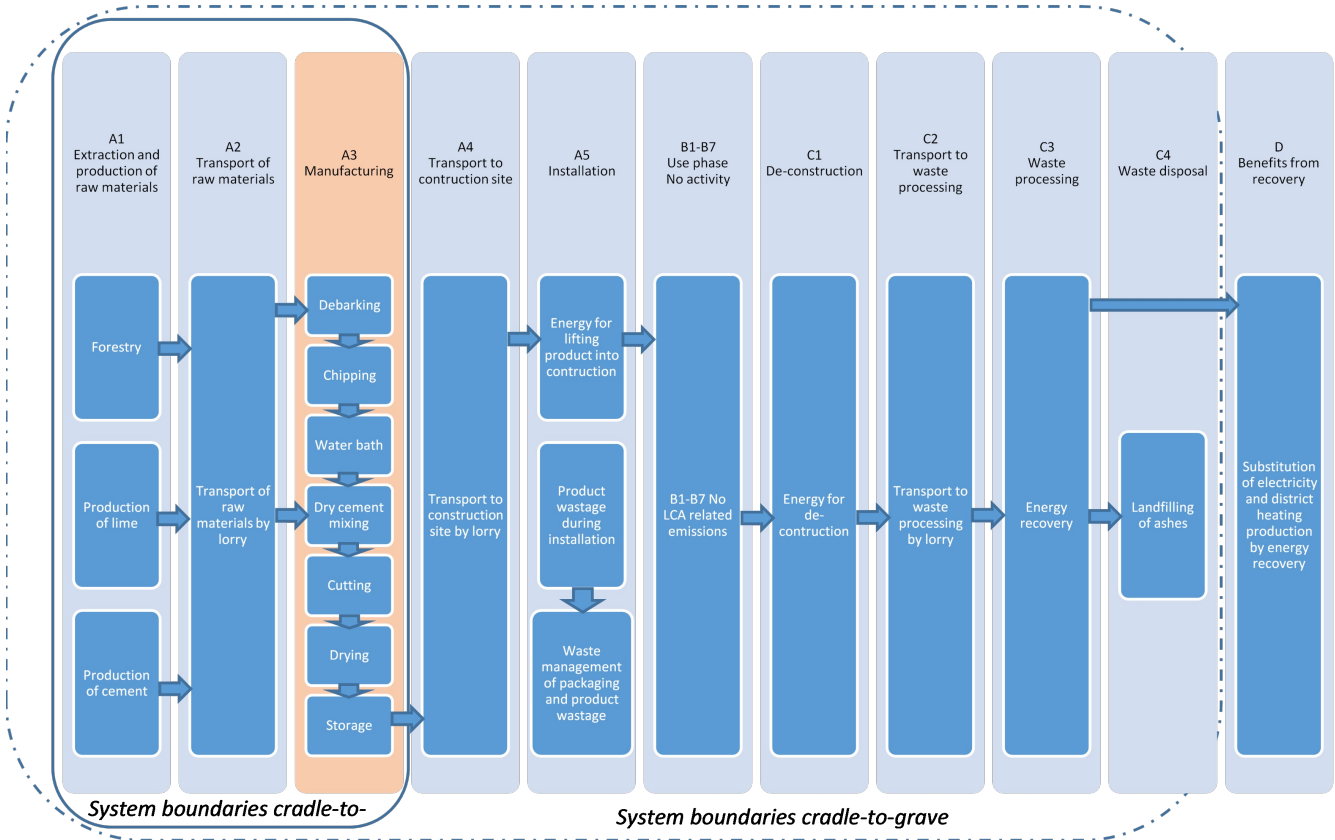 A1
Extraction and
production of
raw materials
A2
Transport of
raw materials
A3
Manufacturing
A4
Transport to
contruction site
A5
Installation
B1-B7
Use phase
No activity
C1
De-construction
C2
Transport to
waste
processing
C3
Waste
processing
C4
Waste disposal
D
Benefits from
recovery
Forestry
Production
of lime
Production
of cement
Transport of
raw
materials by
lorry
Debarking
Chipping
Water bath
Dry cement
mixing
Cutting
Drying
Storage
Transport to
construction
site by lorry
Energy for
lifting
product into
contruction
Product
wastage
during
installation
Waste
management
of packaging
and product
wastage
B1-B7 No
LCA related
emissions
Energy for
de-
contruction
Transport to
waste
processing
by lorry
Energy
recovery
Landfilling
of ashes
Substitution
of electricity
and district
heating
production
by energy
recovery
System boundaries cradle-to-
System boundaries cradle-to-grave